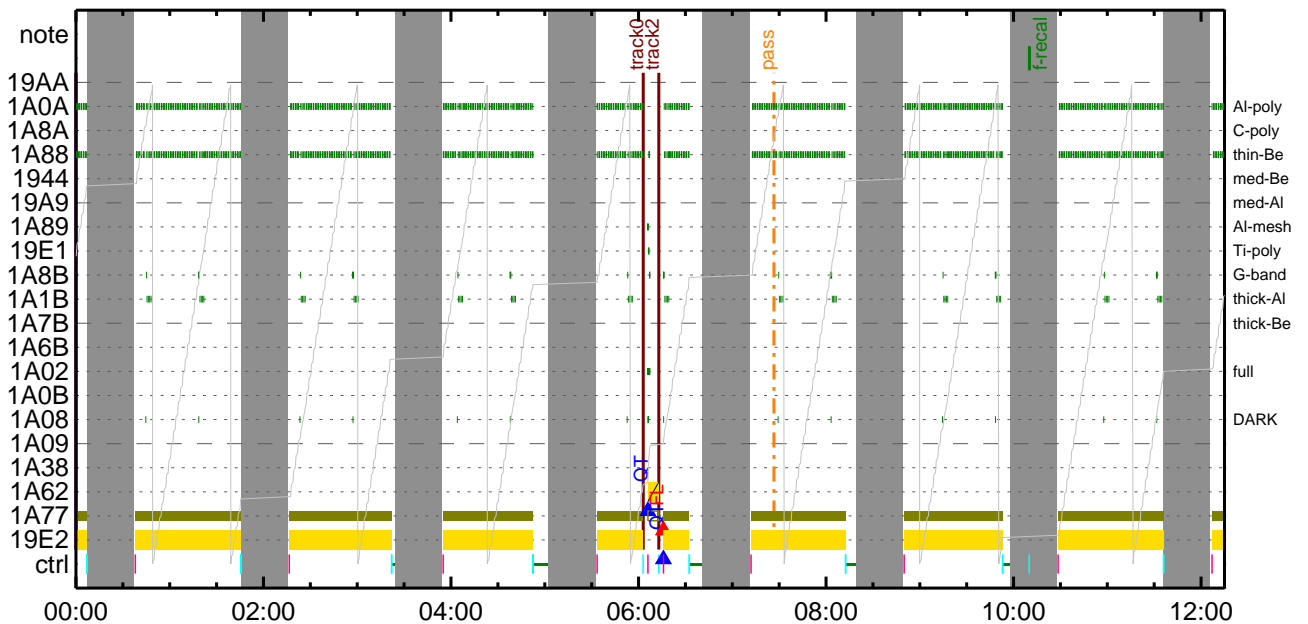 note
track0
track2
pass
f-recal
19AA
1A0A Al-poly
1A8A C-poly
1A88 thin-Be
1944 med-Be
19A9 med-Al
1A89 Al-mesh
19E1 Ti-poly
1A8B G-band
1A1B thick-Al
1A7B thick-Be
1A6B
1A02 full
1A0B
1A08 DARK
1A09
1A38
1A62
1A77
19E2
ctrl
00:00 02:00 04:00 06:00 08:00 10:00 12:00